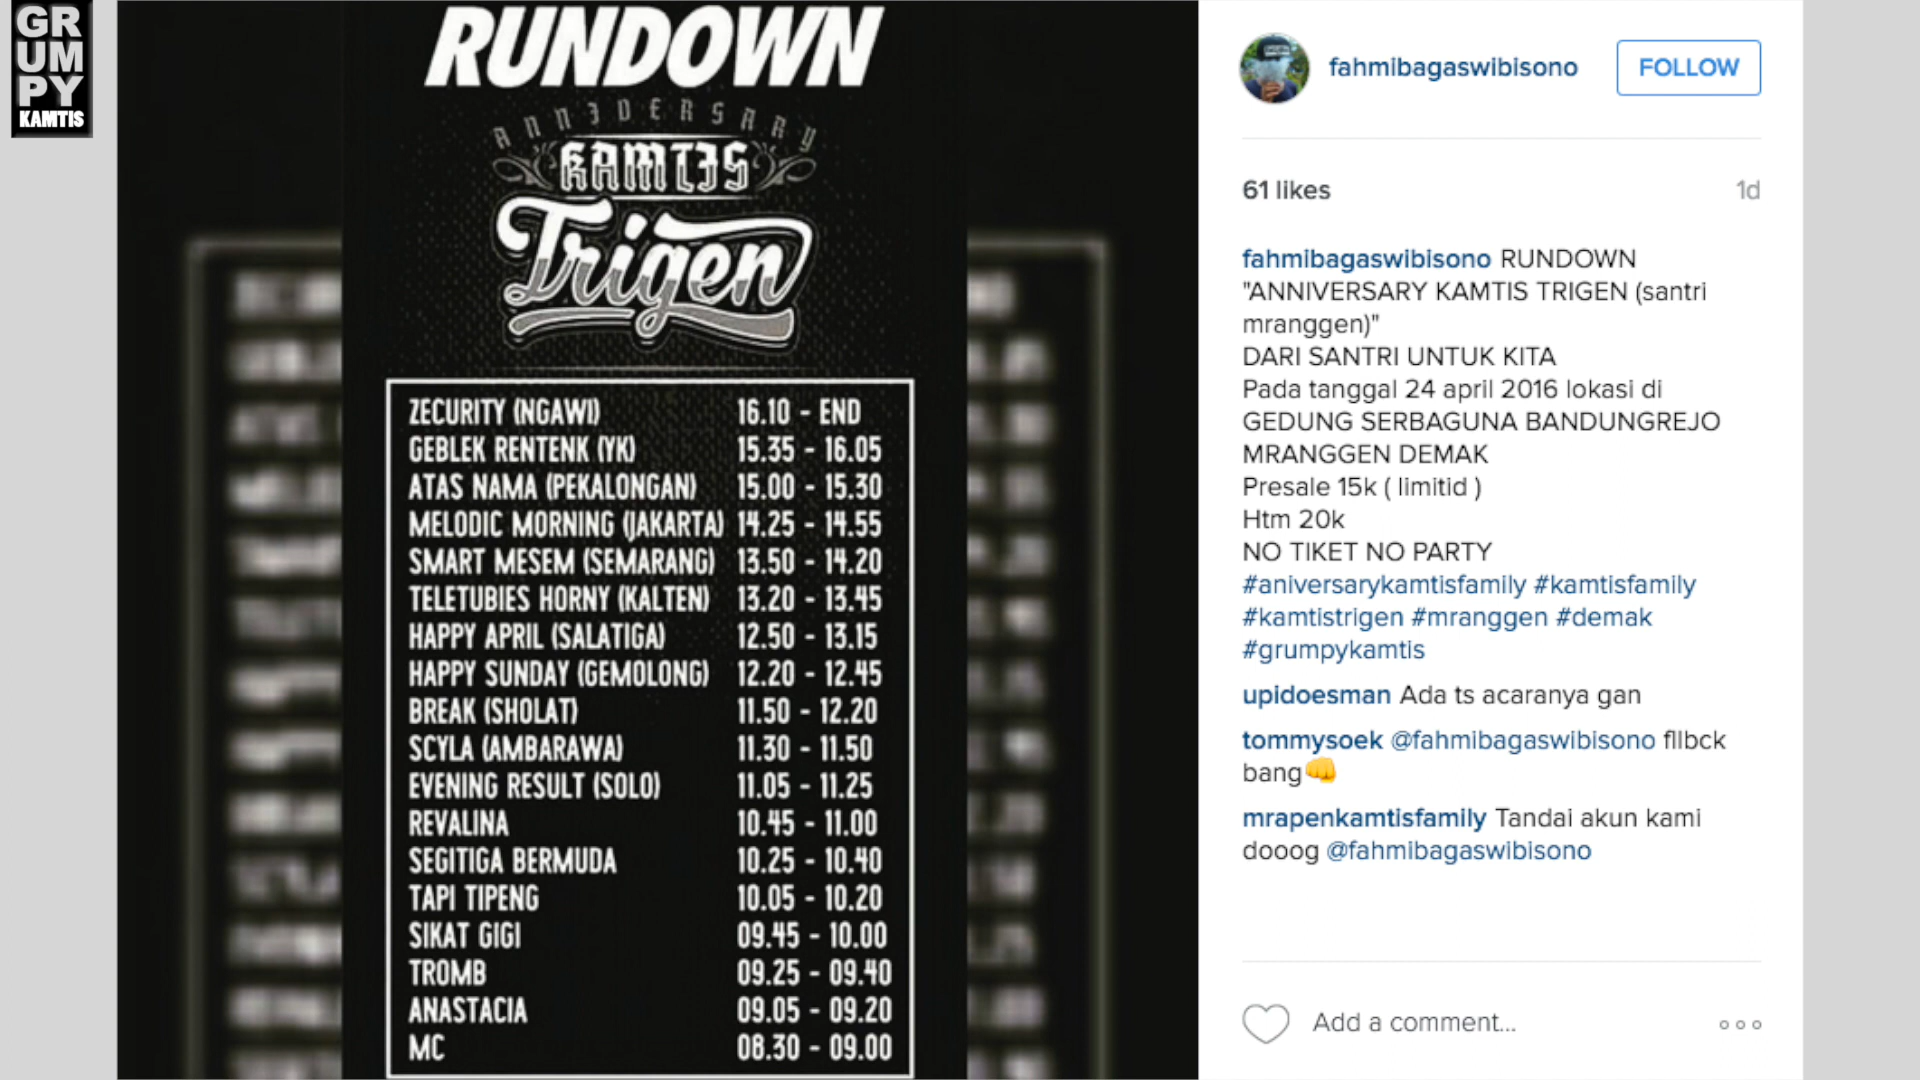 GR
UM
PY
KAMTIS
RUNDOWN
ANNIVERSARY
KAMTIS
Trigen
ZECURITY (NGAWI) 16.10 - END
GEBLEK RENTENK (YK) 15.35 - 16.05
ATAS NAMA (PEKALONGAN) 15.00 - 15.30
MELODIC MORNING (JAKARTA) 14.25 - 14.55
SMART MESEM (SEMARANG) 13.50 - 14.20
TELETUBIES HORNY (KALTEN) 13.20 - 13.45
HAPPY APRIL (SALATIGA) 12.50 - 13.15
HAPPY SUNDAY (GEMOLONG) 12.20 - 12.45
BREAK (SHOLAT) 11.50 - 12.20
SCYLA (AMBARAWA) 11.30 - 11.50
EVENING RESULT (SOLO) 11.05 - 11.25
REVALINA 10.45 - 11.00
SEGITIGA BERMUDA 10.25 - 10.40
TAPI TIPENG 10.05 - 10.20
SIKAT GIGI 09.45 - 10.00
TROMB 09.25 - 09.40
ANASTACIA 09.05 - 09.20
MC 08.30 - 09.00
fahmibagaswibisono FOLLOW
61 likes 1d
fahmibagaswibisono RUNDOWN
"ANNIVERSARY KAMTIS TRIGEN (santri
mranggen)"
DARI SANTRI UNTUK KITA
Pada tanggal 24 april 2016 lokasi di
GEDUNG SERBAGUNA BANDUNGREJO
MRANGGEN DEMAK
Presale 15k ( limitid )
Htm 20k
NO TIKET NO PARTY
#aniversarykamtisfamily #kamtisfamily
#kamtistrigen #mranggen #demak
#grumpykamtis
upidoesman Ada ts acaranya gan
tommysoek @fahmibagaswibisono fllbck
bang👊
mrapenkamtisfamily Tandai akun kami
dooog @fahmibagaswibisono
Add a comment...